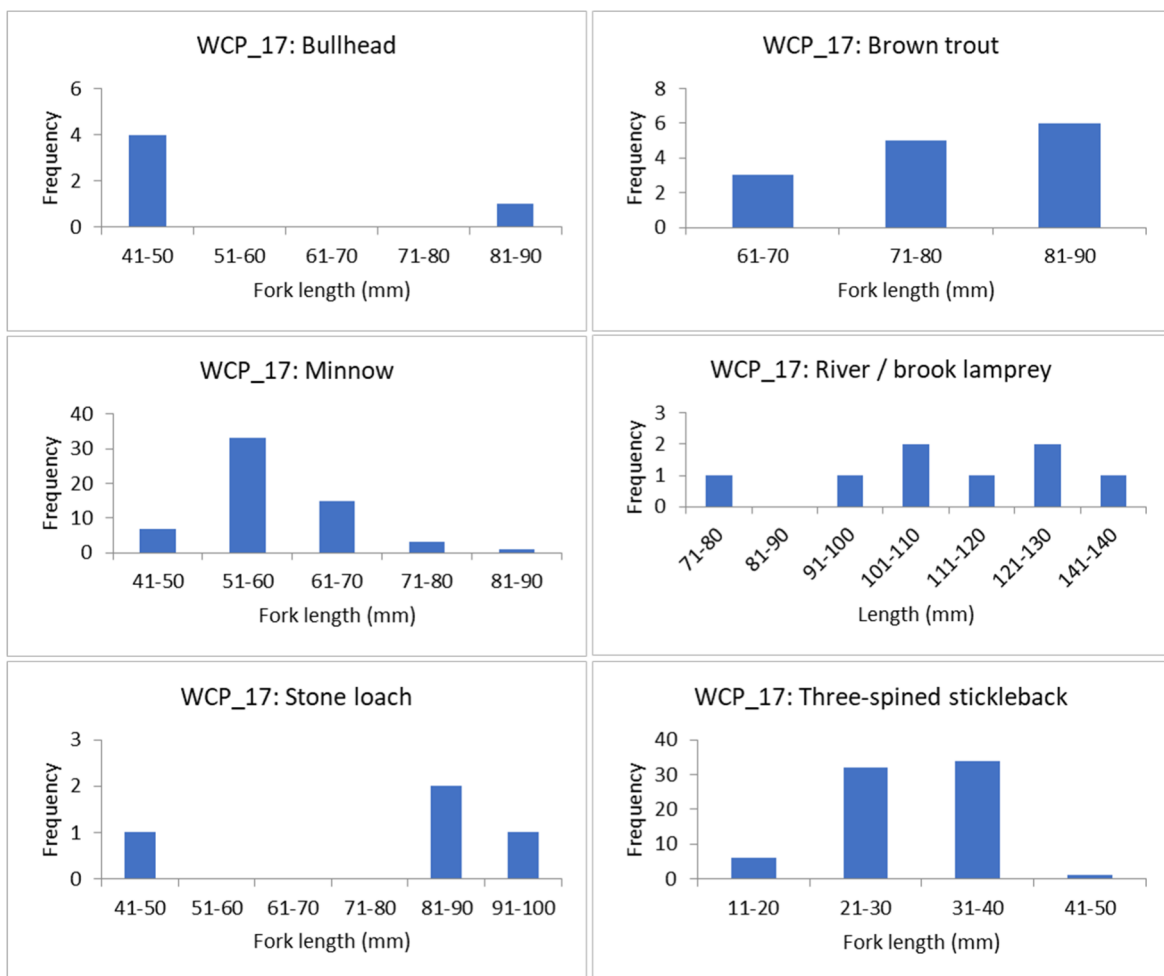 WCP_17: Bullhead
Frequency
6
4
2
0
41-50 51-60 61-70 71-80 81-90
Fork length (mm)
WCP_17: Brown trout
Frequency
8
6
4
2
0
61-70 71-80 81-90
Fork length (mm)
WCP_17: Minnow
Frequency
40
30
20
10
0
41-50 51-60 61-70 71-80 81-90
Fork length (mm)
WCP_17: River / brook lamprey
Frequency
3
2
1
0
71-80 81-90 91-100 101-110 111-120 121-130 141-140
Length (mm)
WCP_17: Stone loach
Frequency
3
2
1
0
41-50 51-60 61-70 71-80 81-90 91-100
Fork length (mm)
WCP_17: Three-spined stickleback
Frequency
40
30
20
10
0
11-20 21-30 31-40 41-50
Fork length (mm)